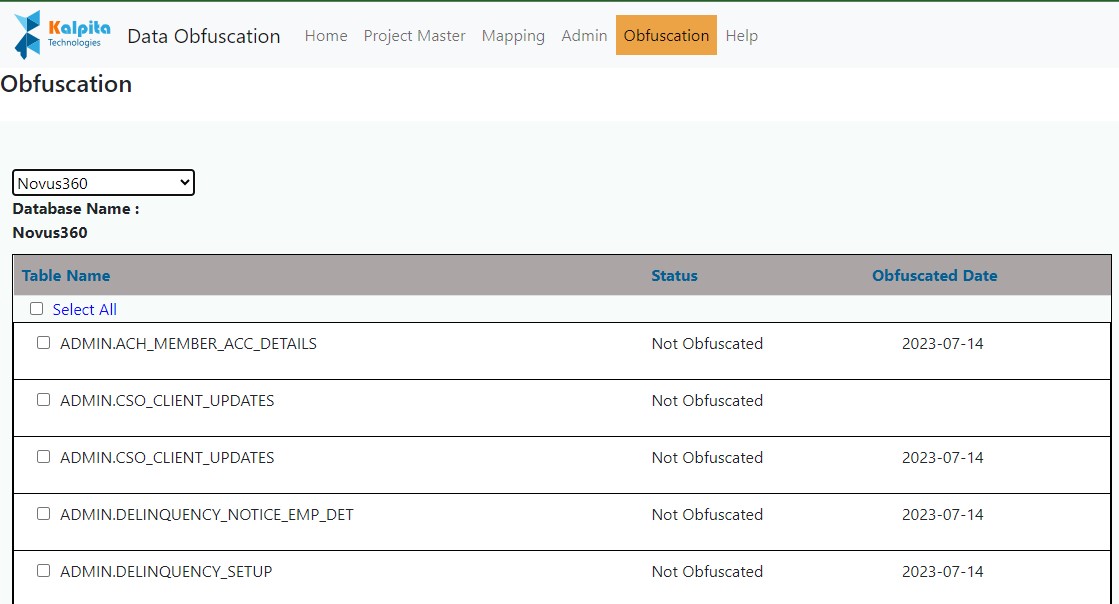 Kalpita
Technologies
Data Obfuscation Home Project Master Mapping Admin Obfuscation Help
Obfuscation
Novus360
Database Name :
Novus360
Table Name Status Obfuscated Date
Select All
ADMIN.ACH_MEMBER_ACC_DETAILS Not Obfuscated 2023-07-14
ADMIN.CSO_CLIENT_UPDATES Not Obfuscated
ADMIN.CSO_CLIENT_UPDATES Not Obfuscated 2023-07-14
ADMIN.DELINQUENCY_NOTICE_EMP_DET Not Obfuscated 2023-07-14
ADMIN.DELINQUENCY_SETUP Not Obfuscated 2023-07-14